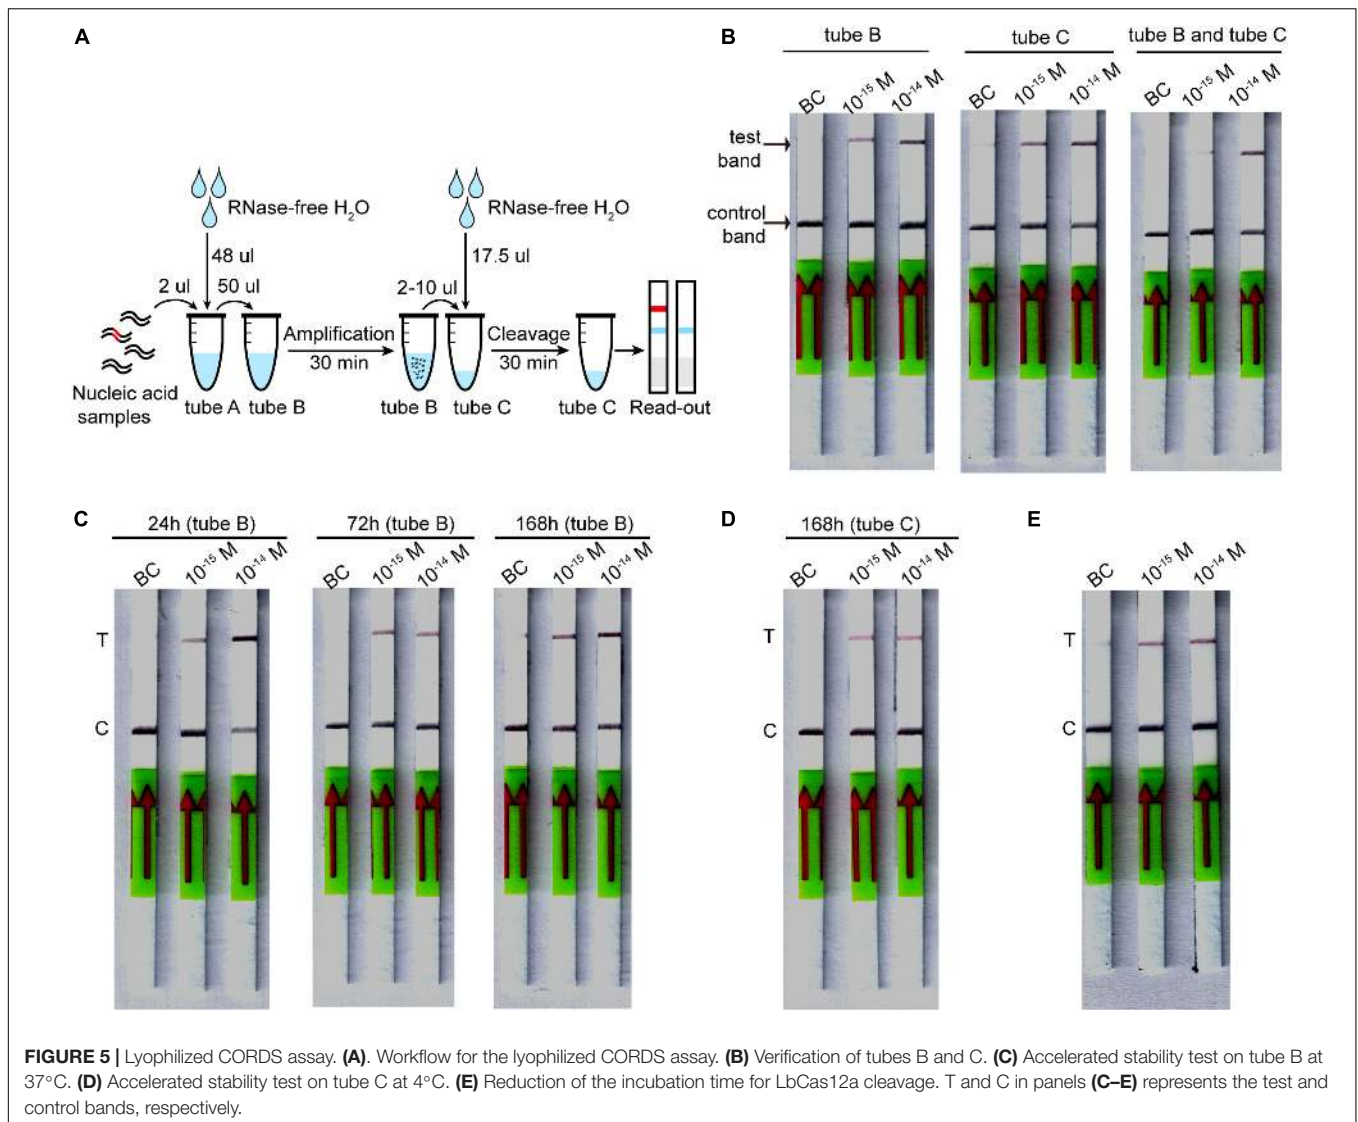 A
RNase-free H2O
RNase-free H2O
48 ul
17.5 ul
2 ul
50 ul
2-10 ul
Amplification
30 min
Cleavage
30 min
Nucleic acid
samples
tube A
tube B
tube B
tube C
tube C
Read-out
B
tube B
tube C
tube B and tube C
BC
10-15 M
10-14 M
BC
10-15 M
10-14 M
BC
10-15 M
10-14 M
test
band
control
band
C
24h (tube B)
72h (tube B)
168h (tube B)
BC
10-15 M
10-14 M
BC
10-15 M
10-14 M
BC
10-15 M
10-14 M
T
C
D
168h (tube C)
BC
10-15 M
10-14 M
T
C
E
BC
10-15 M
10-14 M
T
C
FIGURE 5 | Lyophilized CORDS assay. (A). Workflow for the lyophilized CORDS assay. (B) Verification of tubes B and C. (C) Accelerated stability test on tube B at
37°C. (D) Accelerated stability test on tube C at 4°C. (E) Reduction of the incubation time for LbCas12a cleavage. T and C in panels (C–E) represents the test and
control bands, respectively.